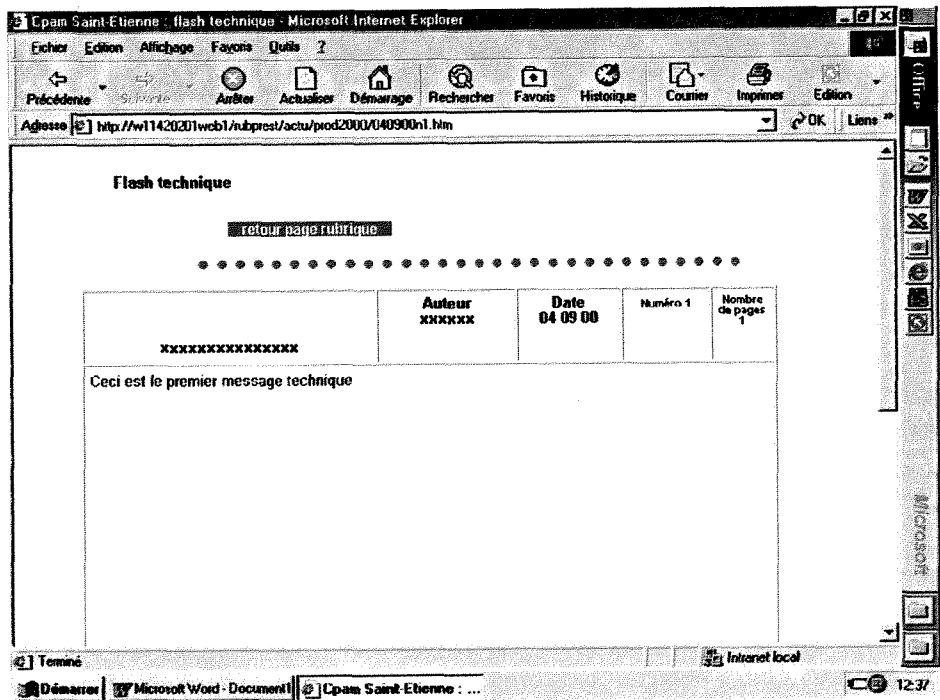 Cpam Saint-Etienne : flash technique - Microsoft Internet Explorer
Fichier Edition Affichage Favoris Outils ?
Précédente Suivante Arrêter Actualiser Démarrage Rechercher Favoris Historique Courrier Imprimer Edition
Adresse http://w11420201web1/rubprest/actu/prod2000/040900n1.htm OK Liens »
Flash technique
retour page rubrique
Auteur Date Numéro 1 Nombre
xxxxxx 04 09 00 de pages
1
xxxxxxxxxxxxxxx
Ceci est le premier message technique
Office
Microsoft
Terminé Intranet local
Démarrer Microsoft Word - Document1 Cpam Saint-Etienne : ... 12:37